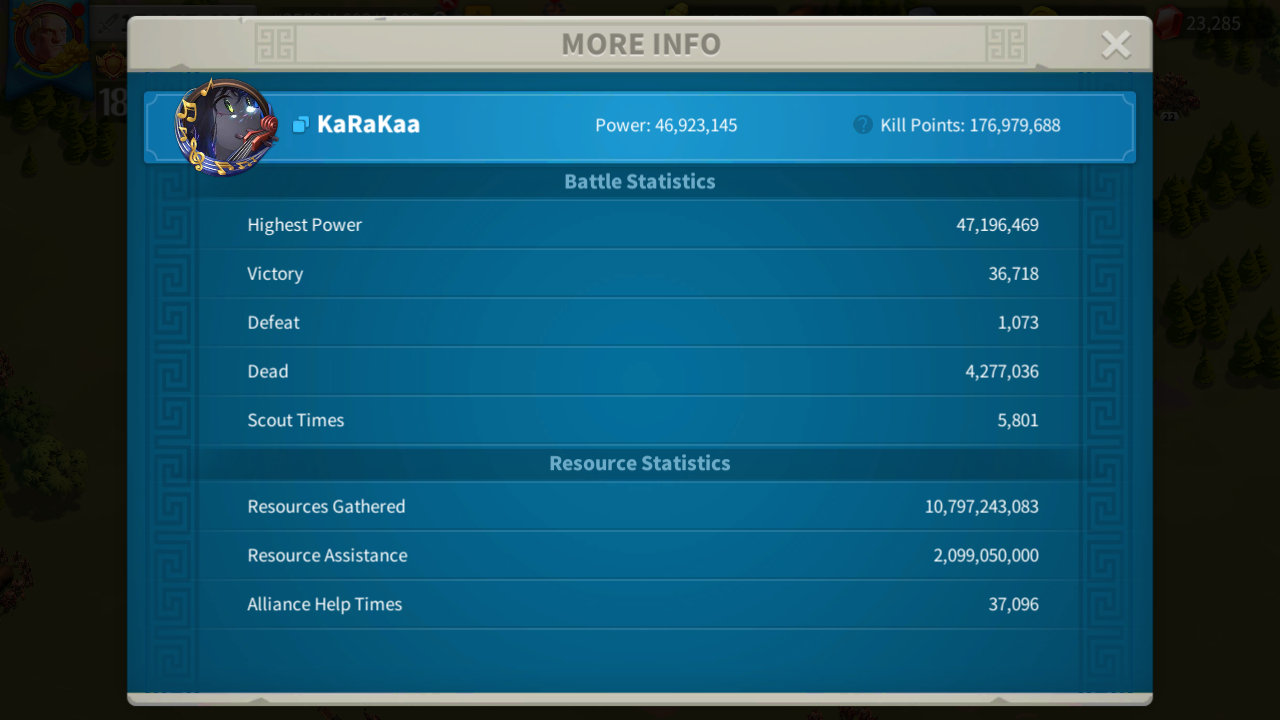 MORE INFO
23,285
18
KaRaKaa
Power: 46,923,145
? Kill Points: 176,979,688
Battle Statistics
Highest Power 47,196,469
Victory 36,718
Defeat 1,073
Dead 4,277,036
Scout Times 5,801
Resource Statistics
Resources Gathered 10,797,243,083
Resource Assistance 2,099,050,000
Alliance Help Times 37,096